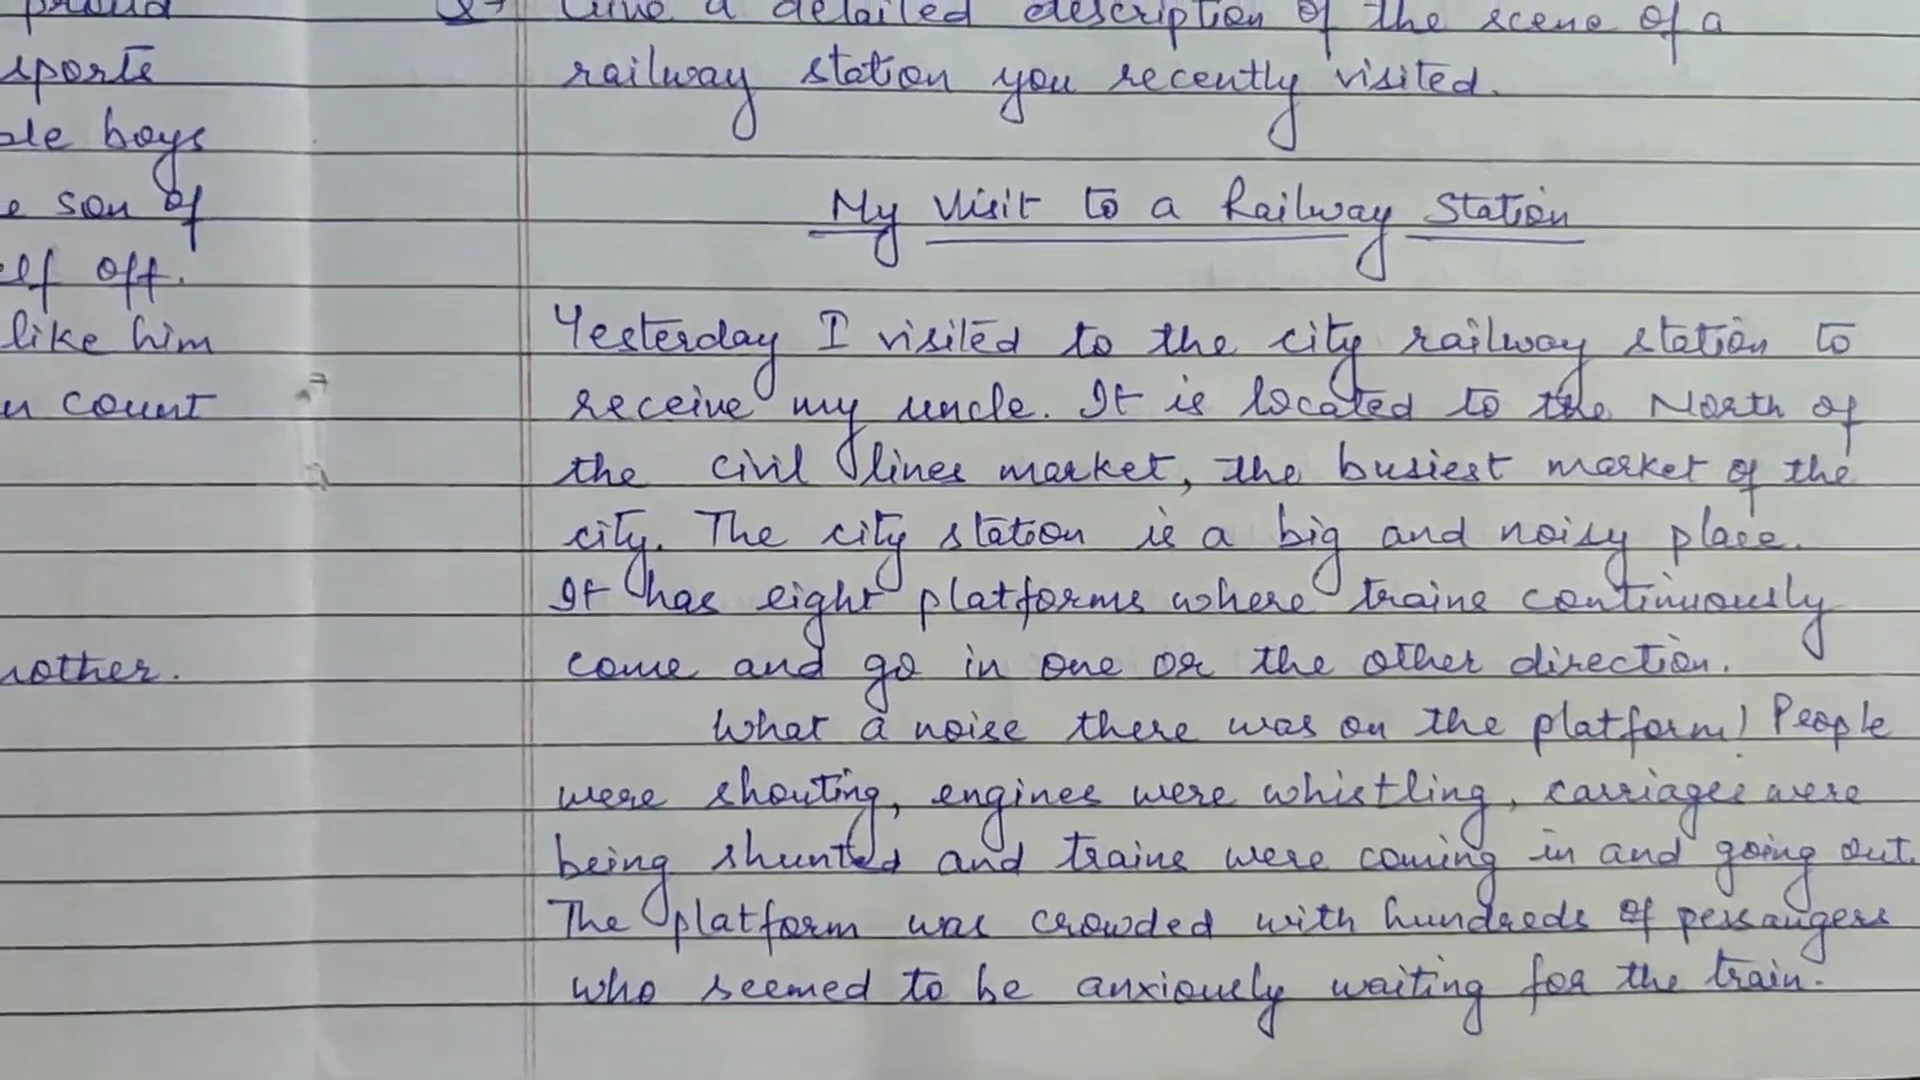 proud
sports
ble boys
e son of
elf off.
like him
u count
nother.
Q→ Give a detailed description of the scene of a
railway station you recently visited.
My Visit to a Railway Station
Yesterday I visited to the city railway station to
receive my uncle. It is located to the North of
the civil lines market, the busiest market of the
city. The city station is a big and noisy place.
It has eight platforms where trains continuously
come and go in one or the other direction.
What a noise there was on the platform! People
were shouting, engines were whistling, carriages were
being shunted and trains were coming in and going out.
The platform was crowded with hundreds of pessangers
who seemed to be anxiously waiting for the train.